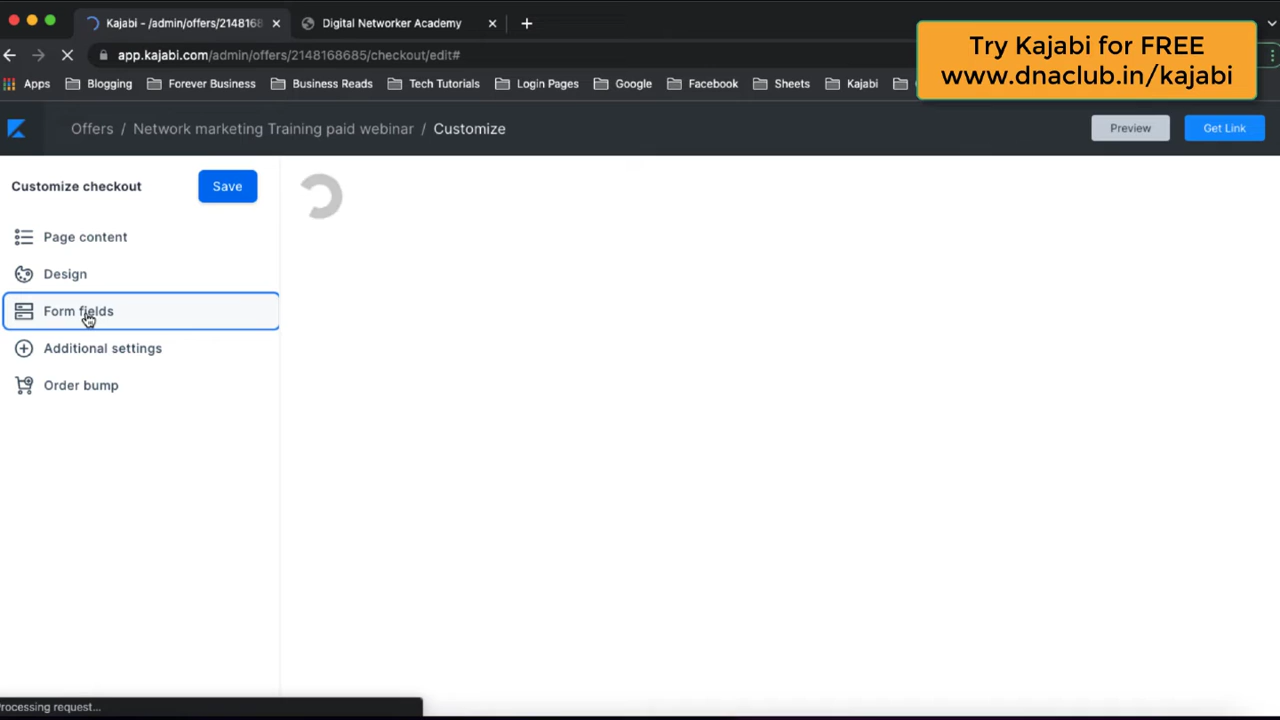 Kajabi - /admin/offers/2148168
Digital Networker Academy
app.kajabi.com/admin/offers/2148168685/checkout/edit#
Try Kajabi for FREE
www.dnaclub.in/kajabi
Apps
Blogging
Forever Business
Business Reads
Tech Tutorials
Login Pages
Google
Facebook
Sheets
Kajabi
Offers / Network marketing Training paid webinar / Customize
Preview
Get Link
Customize checkout
Save
Page content
Design
Form fields
Additional settings
Order bump
Processing request...